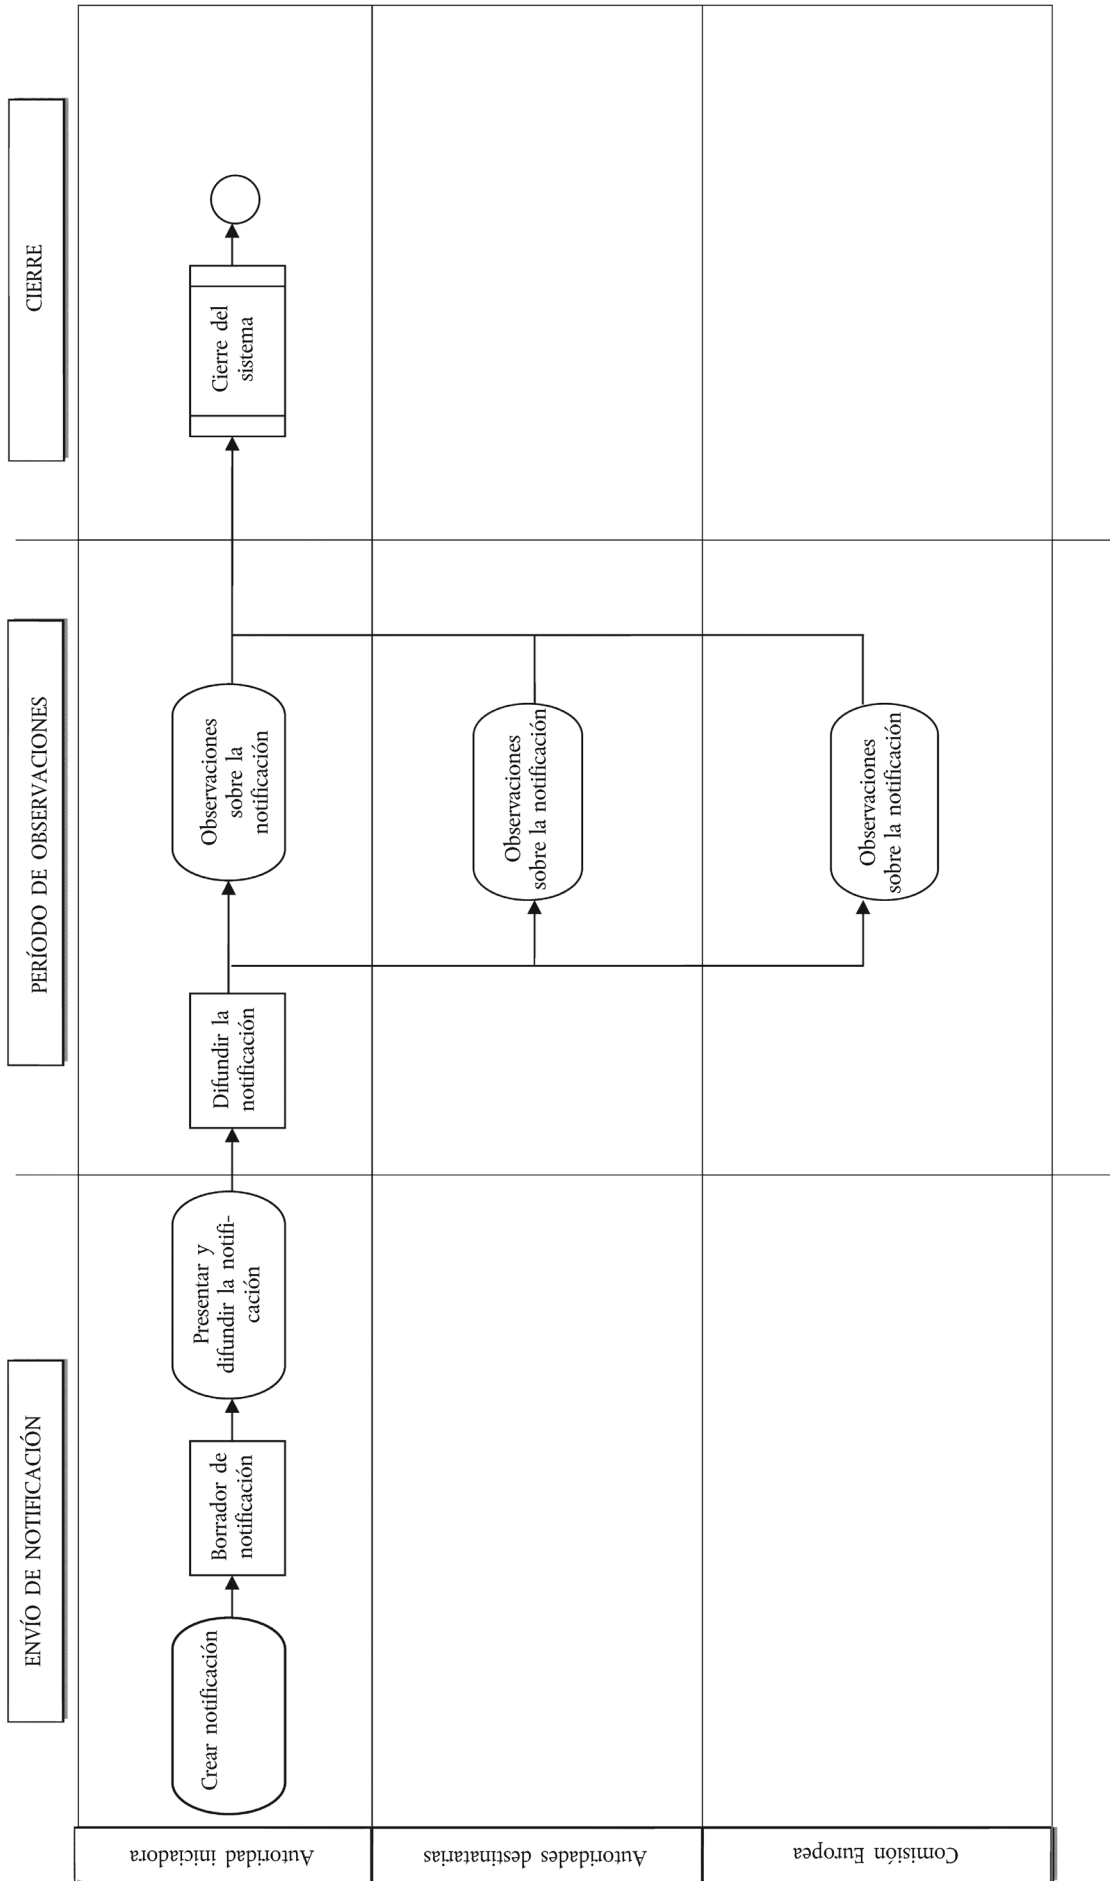 ENVÍO DE NOTIFICACIÓN
PERÍODO DE OBSERVACIONES
CIERRE
Autoridad iniciadora
Crear notificación
Borrador de
notificación
Presentar y
difundir la notifi-
cación
Difundir la
notificación
Observaciones
sobre la
notificación
Cierre del
sistema
Autoridades destinatarias
Observaciones
sobre la notificación
Comisión Europea
Observaciones
sobre la notificación